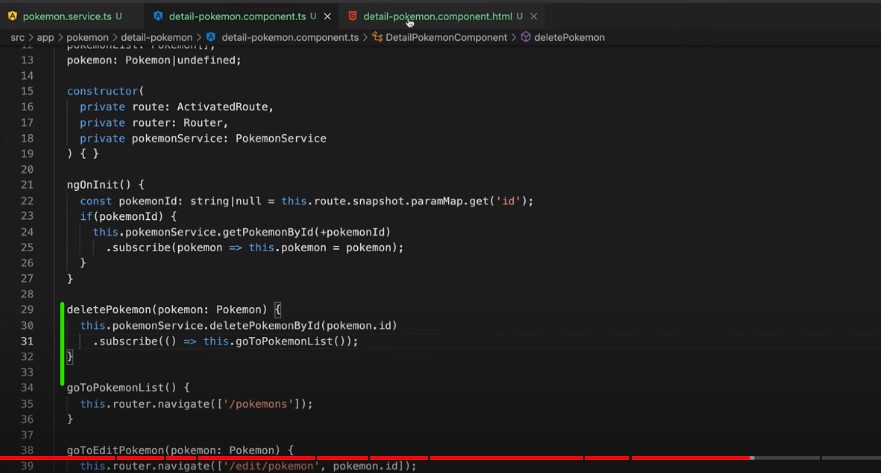 pokemon.service.ts U detail-pokemon.component.ts U × detail-pokemon.component.html U ×
src > app > pokemon > detail-pokemon > detail-pokemon.component.ts > DetailPokemonComponent > deletePokemon
12 pokemonList: Pokemon[];
13 pokemon: Pokemon|undefined;
14
15 constructor(
16 private route: ActivatedRoute,
17 private router: Router,
18 private pokemonService: PokemonService
19 ) { }
20
21 ngOnInit() {
22 const pokemonId: string|null = this.route.snapshot.paramMap.get('id');
23 if(pokemonId) {
24 this.pokemonService.getPokemonById(+pokemonId)
25 .subscribe(pokemon => this.pokemon = pokemon);
26 }
27 }
28
29 deletePokemon(pokemon: Pokemon) {
30 this.pokemonService.deletePokemonById(pokemon.id)
31 .subscribe(() => this.goToPokemonList());
32 }
33
34 goToPokemonList() {
35 this.router.navigate(['/pokemons']);
36 }
37
38 goToEditPokemon(pokemon: Pokemon) {
39 this.router.navigate(['/edit/pokemon', pokemon.id]);